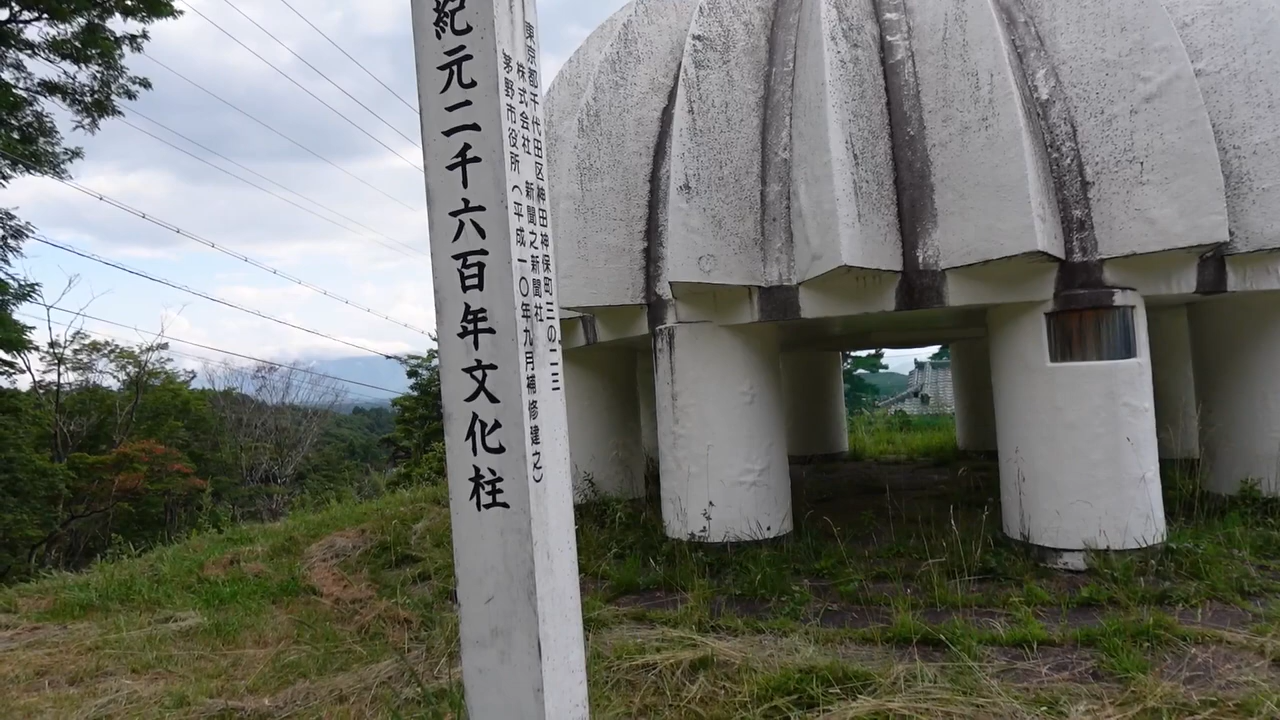 紀元二千六百年文化柱
東京都千代田区神田神保町三の二三
株式会社 新聞之新聞社
茅野市役所(平成一〇年九月補修建之)